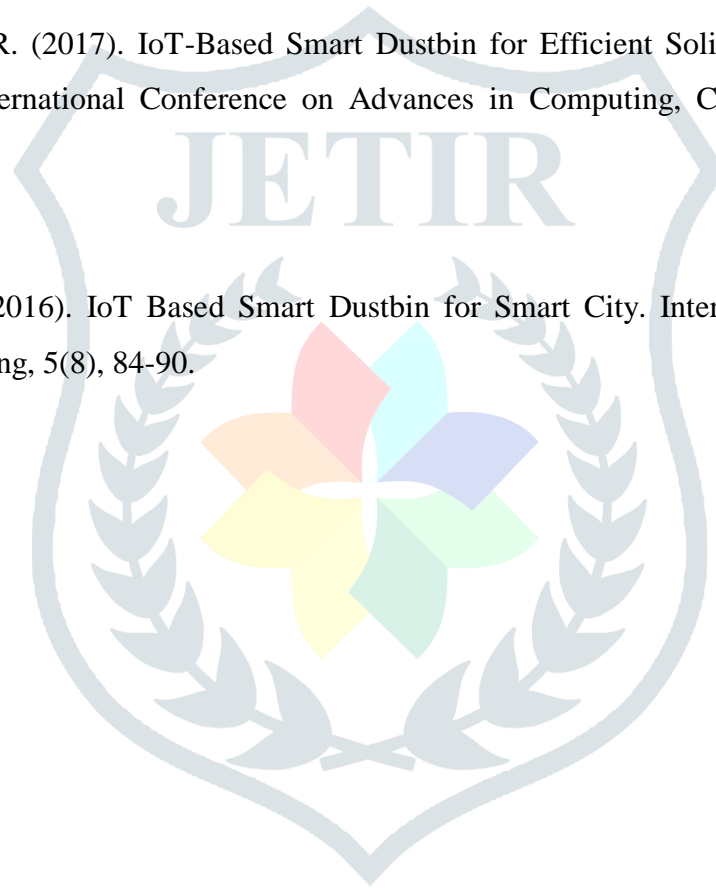 R. (2017). IoT-Based Smart Dustbin for Efficient Soli
ernational Conference on Advances in Computing, C
JETIR
2016). IoT Based Smart Dustbin for Smart City. Inter
ng, 5(8), 84-90.